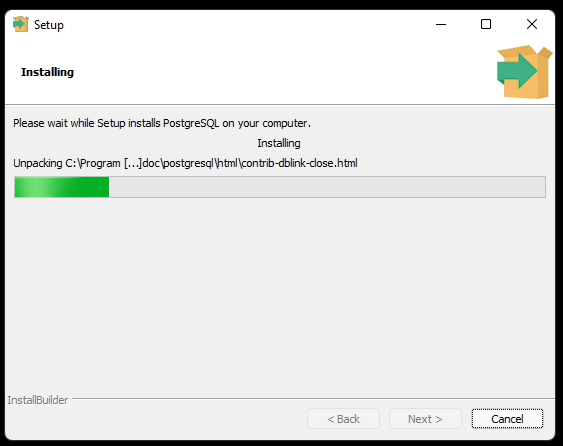 Setup
Installing
Please wait while Setup installs PostgreSQL on your computer.
Installing
Unpacking C:\Program [...]doc\postgresql\html\contrib-dblink-close.html
InstallBuilder
< Back
Next >
Cancel